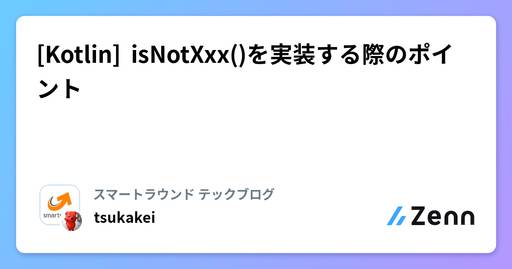 [Kotlin] isNotXxx()を実装する際のポイ
ント
スマートラウンド テックブログ
smart
tsukakei
Zenn